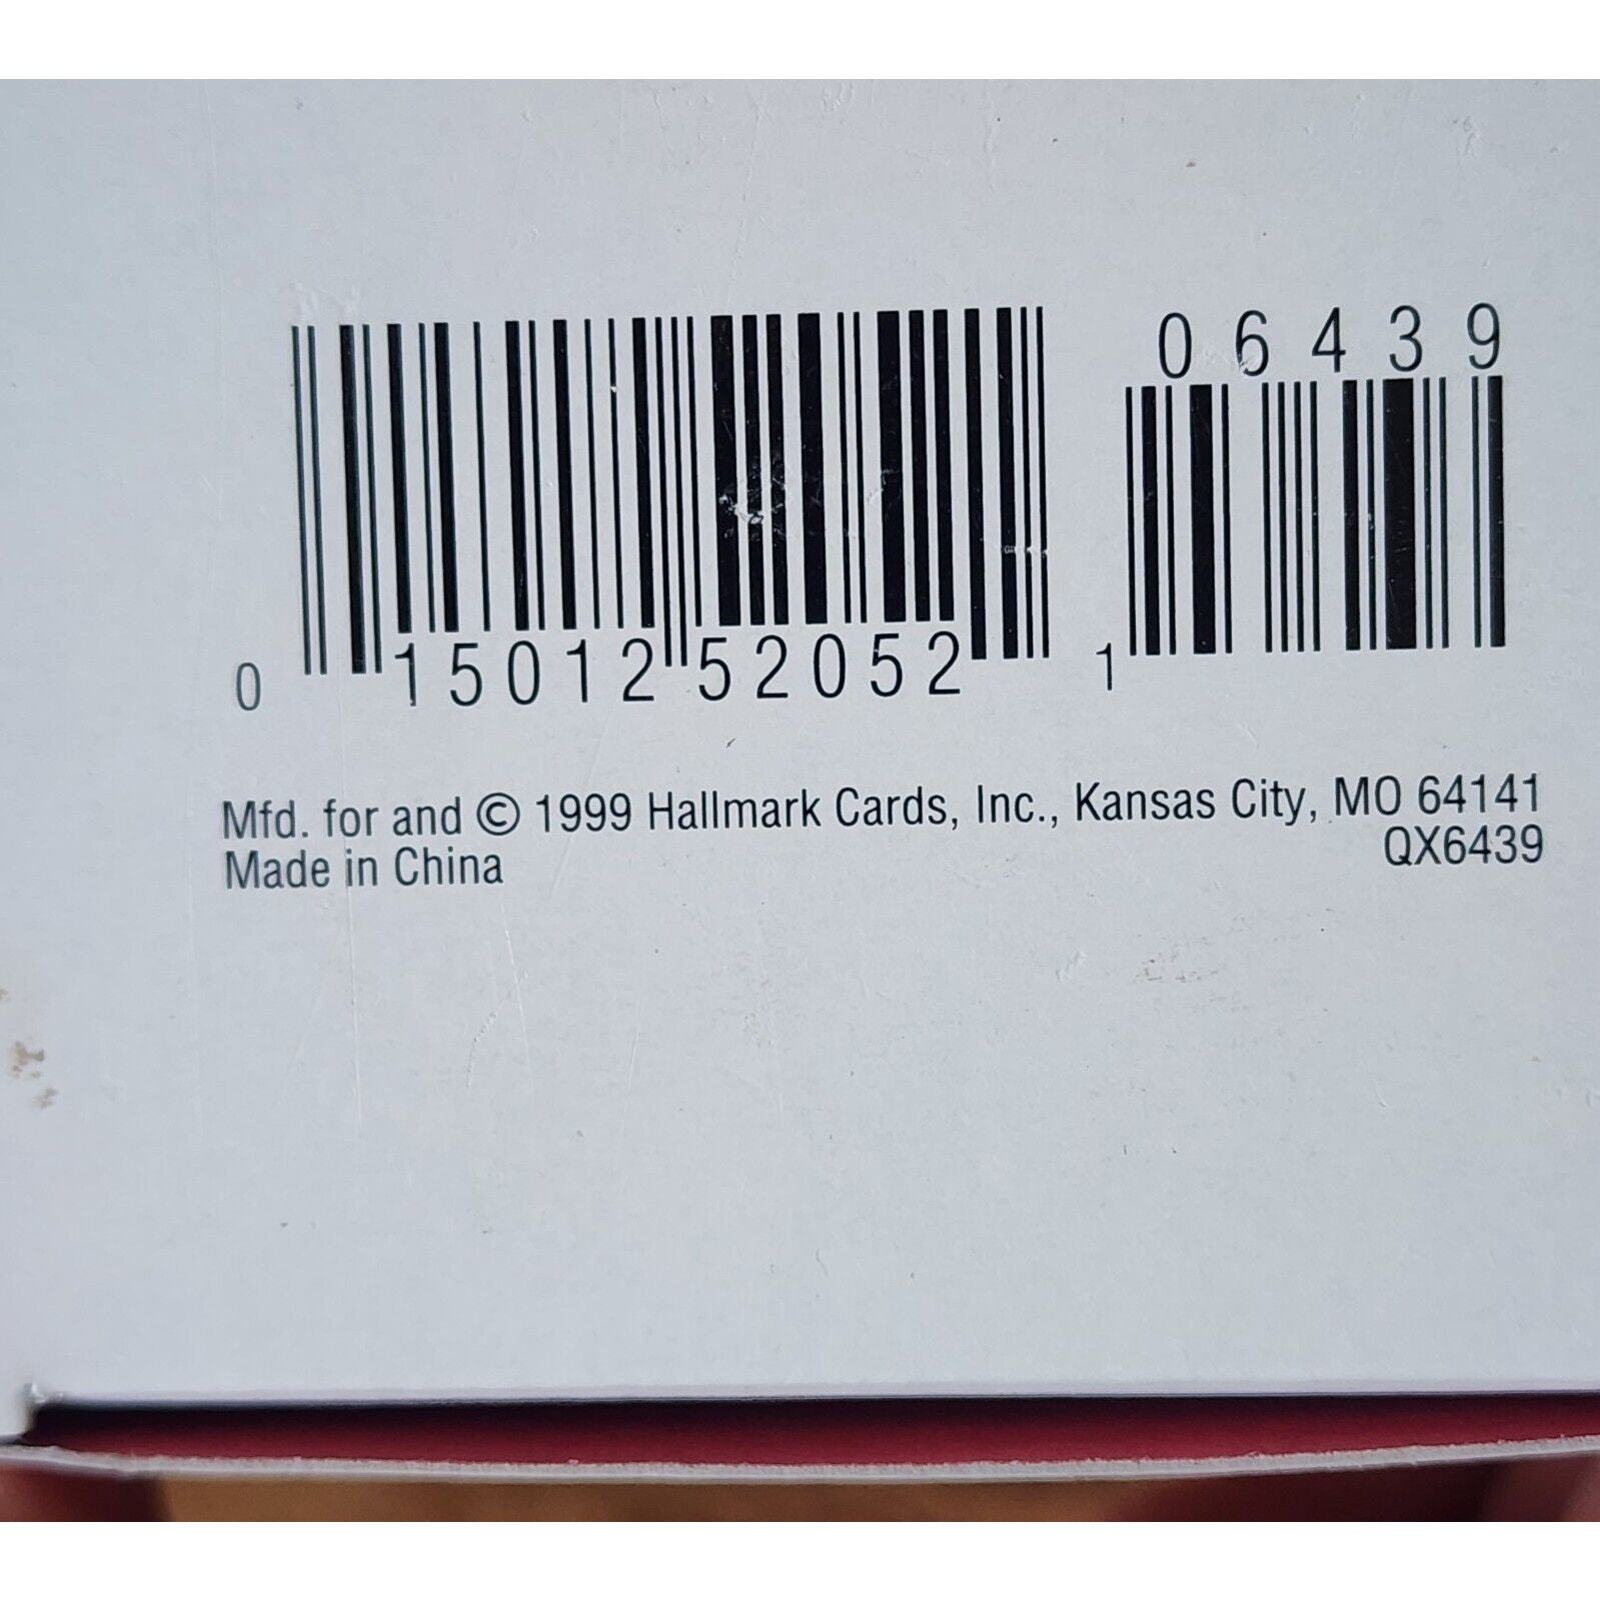 06439
0 15012 52052 1
Mfd. for and © 1999 Hallmark Cards, Inc., Kansas City, MO 64141
Made in China
QX6439